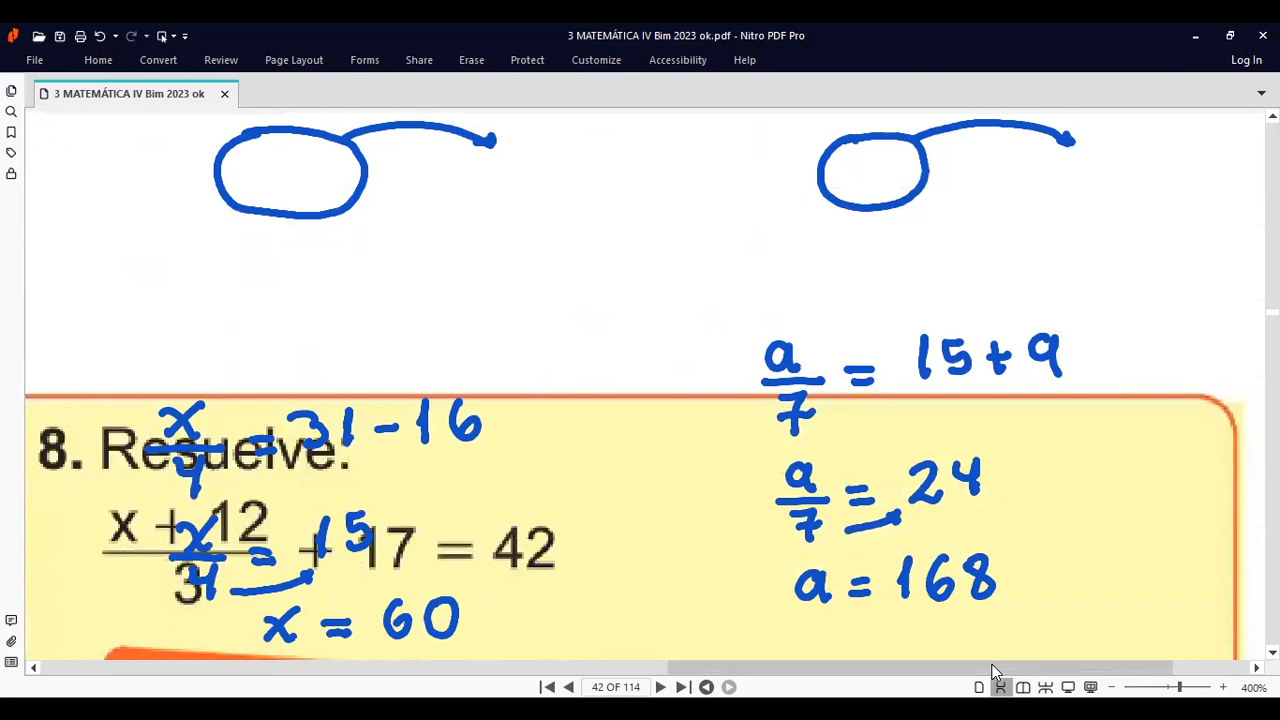 3 MATEMÁTICA IV Bim 2023 ok.pdf - Nitro PDF Pro
File Home Convert Review Page Layout Forms Share Erase Protect Customize Accessibility Help Log In
3 MATEMÁTICA IV Bim 2023 ok
8. Resuelve.
(x + 12)/3 + 17 = 42
x/4 = 31 - 16
x/4 = 15
x = 60
a/7 = 15 + 9
a/7 = 24
a = 168
42 OF 114
400%